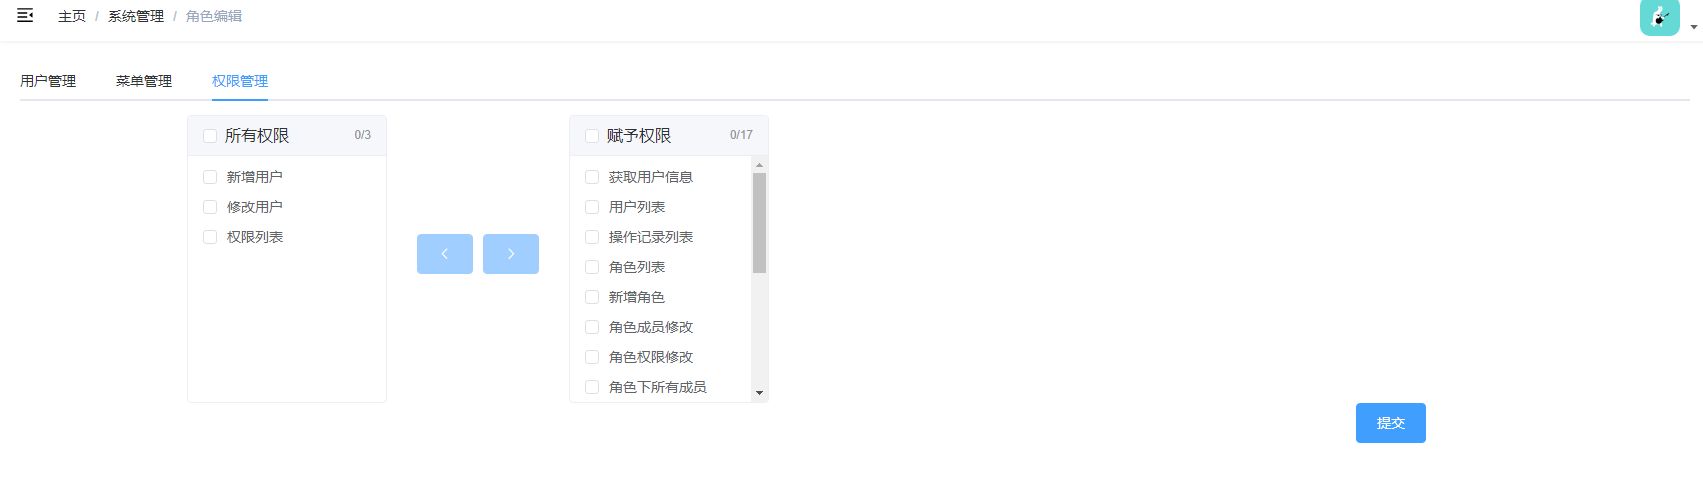 主页 / 系统管理 / 角色编辑
用户管理 菜单管理 权限管理
所有权限 0/3
新增用户
修改用户
权限列表
赋予权限 0/17
获取用户信息
用户列表
操作记录列表
角色列表
新增角色
角色成员修改
角色权限修改
角色下所有成员
提交